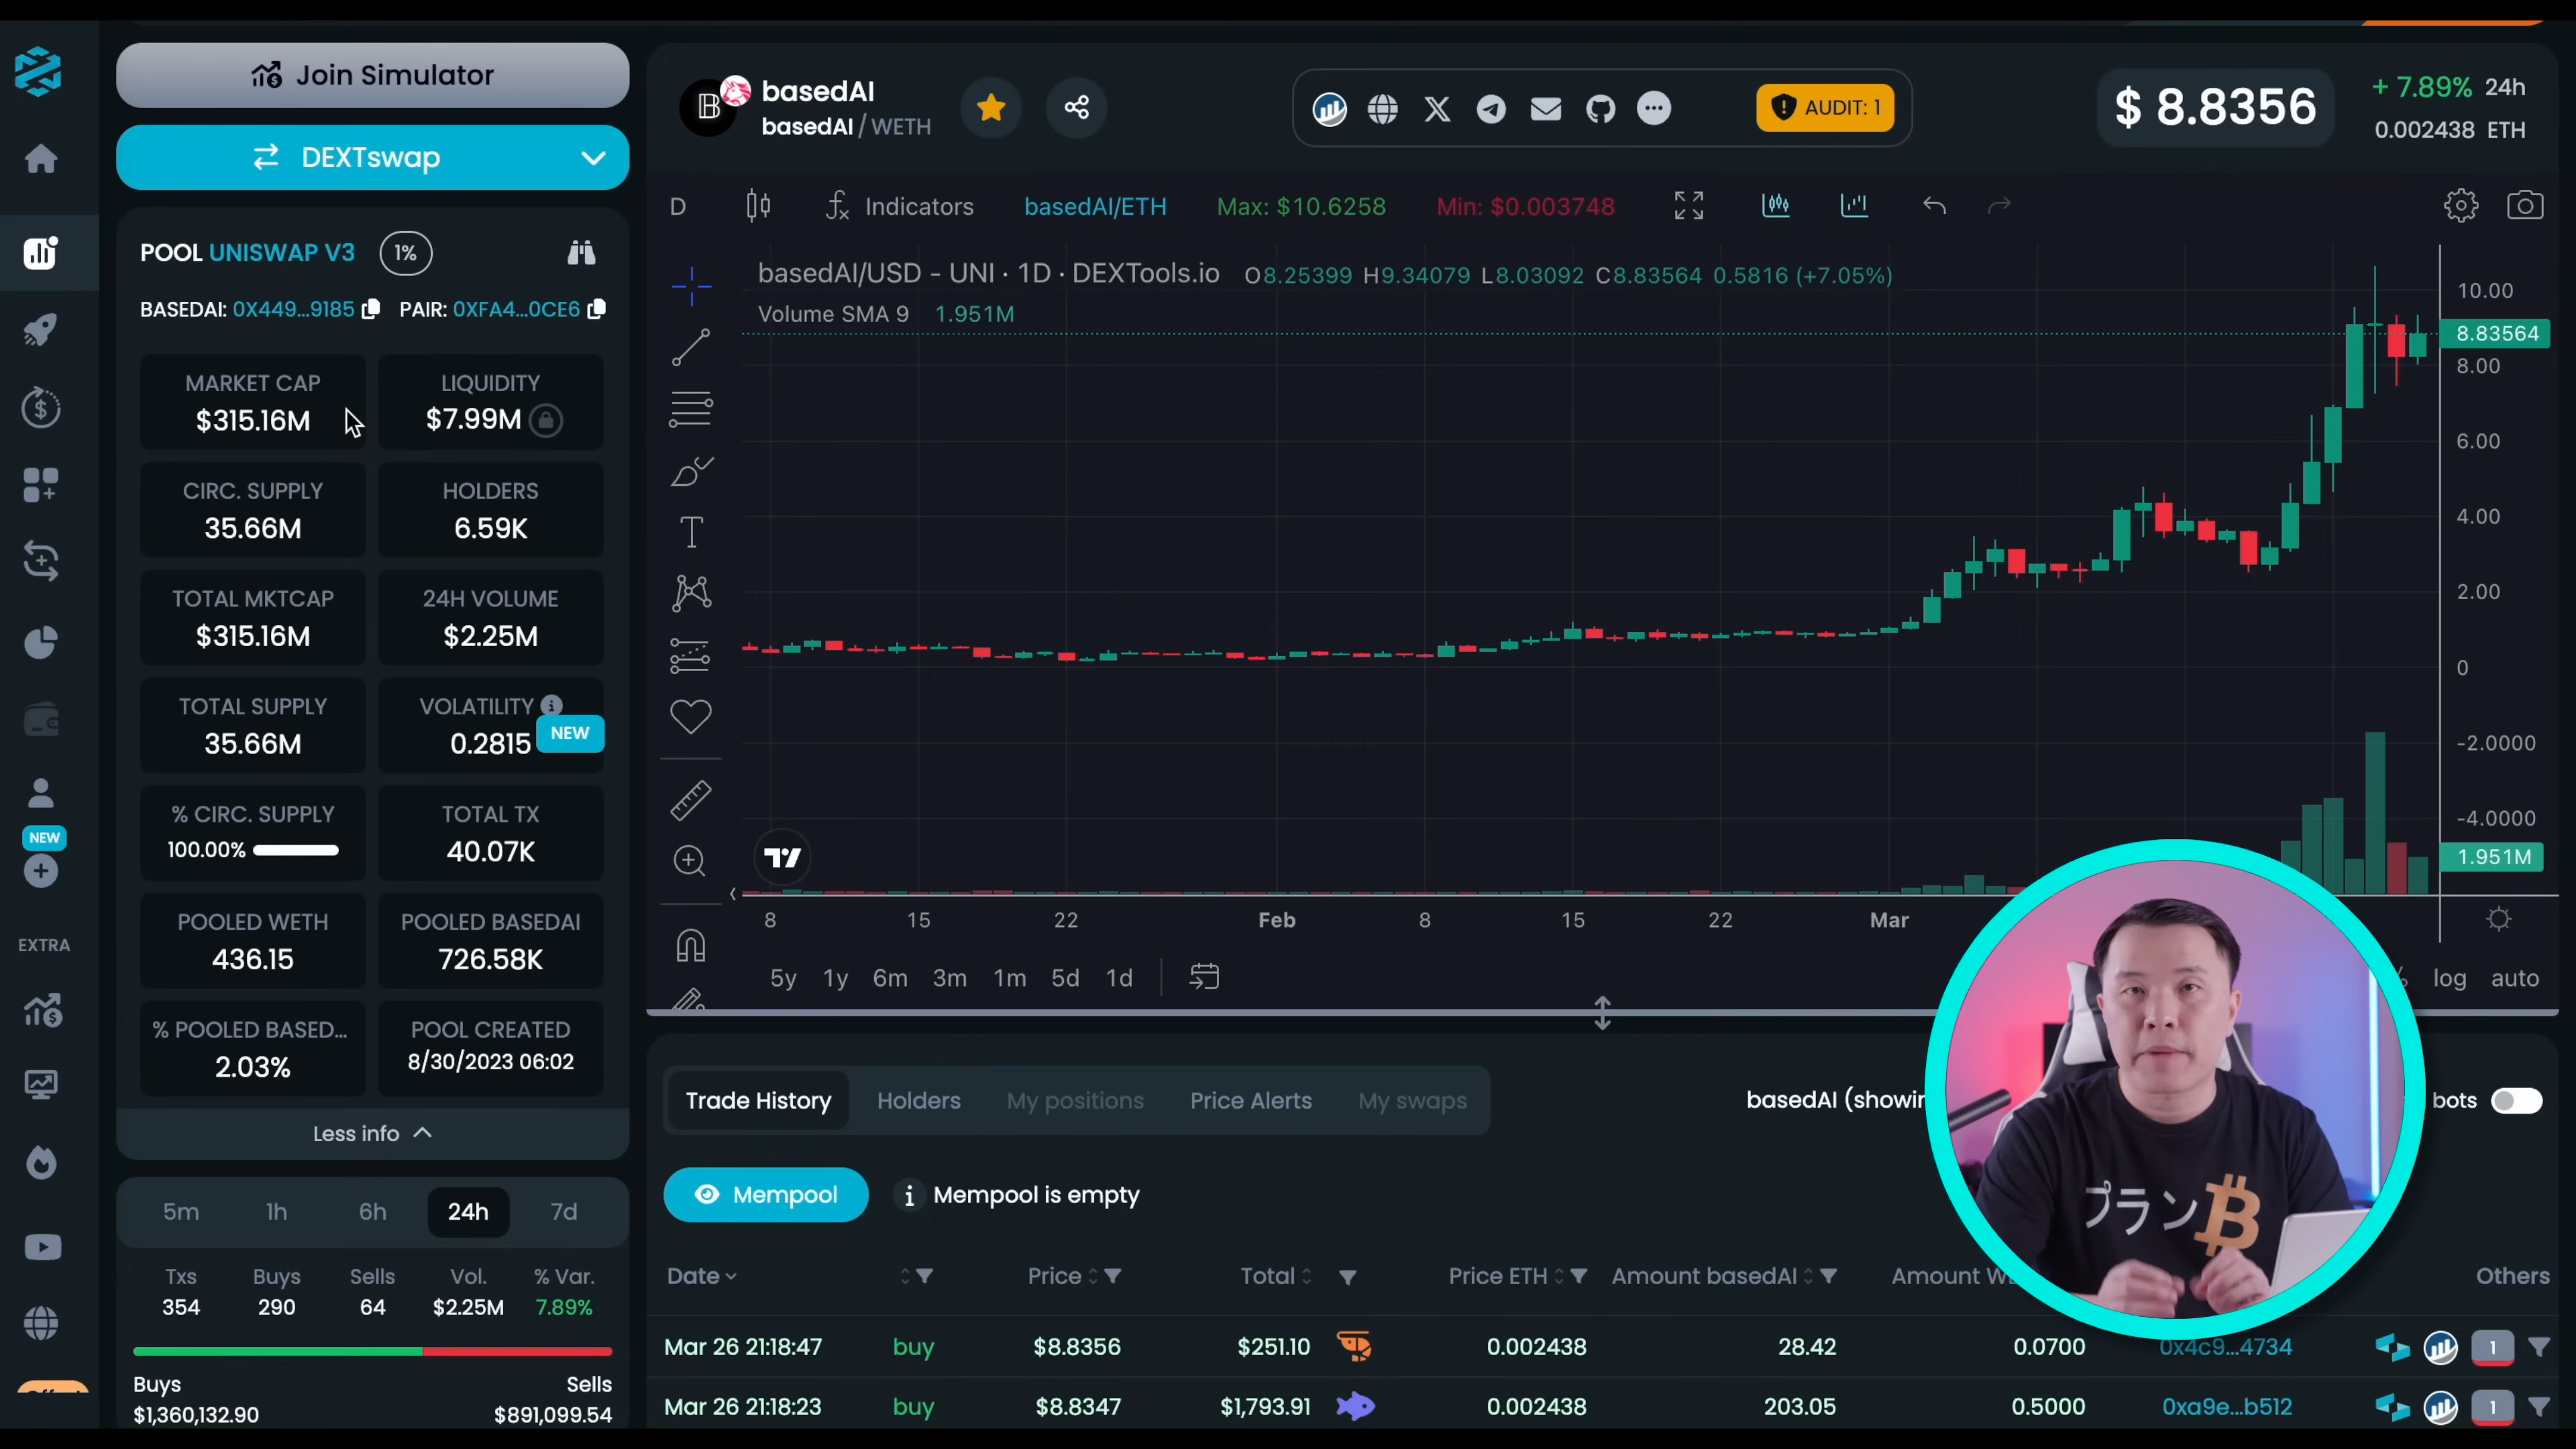 Join Simulator
DEXTswap
POOL UNISWAP V3 1%
BASEDAI: 0X449...9185 PAIR: 0XFA4...0CE6
MARKET CAP
$315.16M
LIQUIDITY
$7.99M
CIRC. SUPPLY
35.66M
HOLDERS
6.59K
TOTAL MKTCAP
$315.16M
24H VOLUME
$2.25M
TOTAL SUPPLY
35.66M
VOLATILITY
0.2815 NEW
% CIRC. SUPPLY
100.00%
TOTAL TX
40.07K
POOLED WETH
436.15
POOLED BASEDAI
726.58K
% POOLED BASED...
2.03%
POOL CREATED
8/30/2023 06:02
Less info
5m 1h 6h 24h 7d
Txs Buys Sells Vol. % Var.
354 290 64 $2.25M 7.89%
Buys Sells
$1,360,132.90 $891,099.54
NEW
EXTRA
basedAI
basedAI / WETH
AUDIT: 1
$ 8.8356
+ 7.89% 24h
0.002438 ETH
D Indicators basedAI/ETH Max: $10.6258 Min: $0.003748
basedAI/USD - UNI · 1D · DEXTools.io O8.25399 H9.34079 L8.03092 C8.83564 0.5816 (+7.05%)
Volume SMA 9 1.951M
10.00
8.83564
8.00
6.00
4.00
2.00
0
-2.0000
-4.0000
1.951M
8 15 22 Feb 8 15 22 Mar
5y 1y 6m 3m 1m 5d 1d
log auto
Trade History Holders My positions Price Alerts My swaps
basedAI (showin
bots
Mempool Mempool is empty
Date Price Total Price ETH Amount basedAI Amount W Others
Mar 26 21:18:47 buy $8.8356 $251.10 0.002438 28.42 0.0700 0x4c9...4734 1
Mar 26 21:18:23 buy $8.8347 $1,793.91 0.002438 203.05 0.5000 0xa9e...b512 1
プラン B